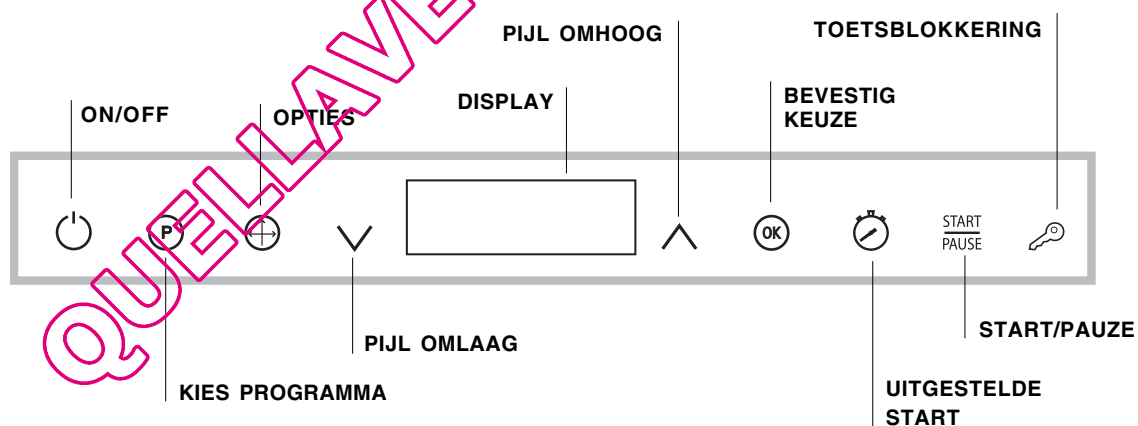 PIJL OMHOOG
TOETSBLOKKERING
ON/OFF
OPTIES
DISPLAY
BEVESTIG
KEUZE
P
OK
START
PAUSE
PIJL OMLAAG
START/PAUZE
KIES PROGRAMMA
UITGESTELDE
START